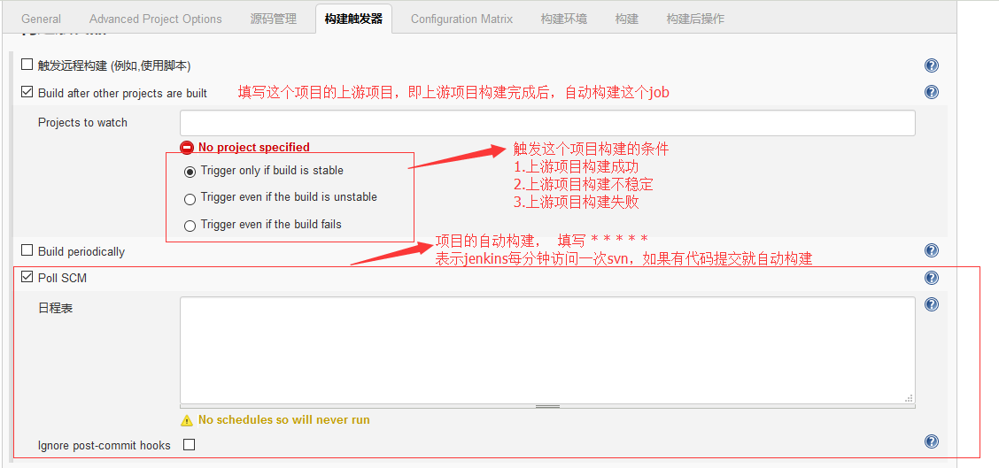 General Advanced Project Options 源码管理 构建触发器 Configuration Matrix 构建环境 构建 构建后操作
触发远程构建 (例如,使用脚本)
Build after other projects are built 填写这个项目的上游项目，即上游项目构建完成后，自动构建这个job
Projects to watch
No project specified
触发这个项目构建的条件
Trigger only if build is stable
1.上游项目构建成功
2.上游项目构建不稳定
Trigger even if the build is unstable
3.上游项目构建失败
Trigger even if the build fails
项目的自动构建， 填写 * * * * *
Build periodically
表示jenkins每分钟访问一次svn，如果有代码提交就自动构建
Poll SCM
日程表
No schedules so will never run
Ignore post-commit hooks